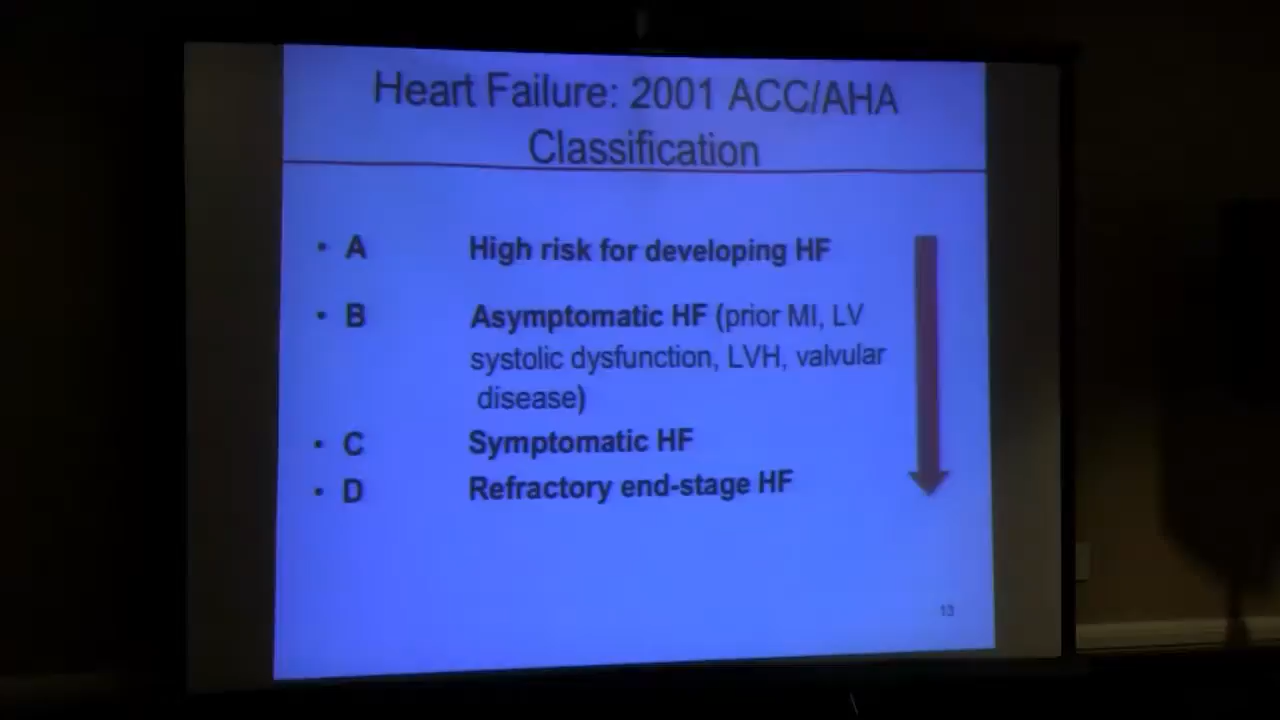 Heart Failure: 2001 ACC/AHA
Classification
• A High risk for developing HF
• B Asymptomatic HF (prior MI, LV
systolic dysfunction, LVH, valvular
disease)
• C Symptomatic HF
• D Refractory end-stage HF
13